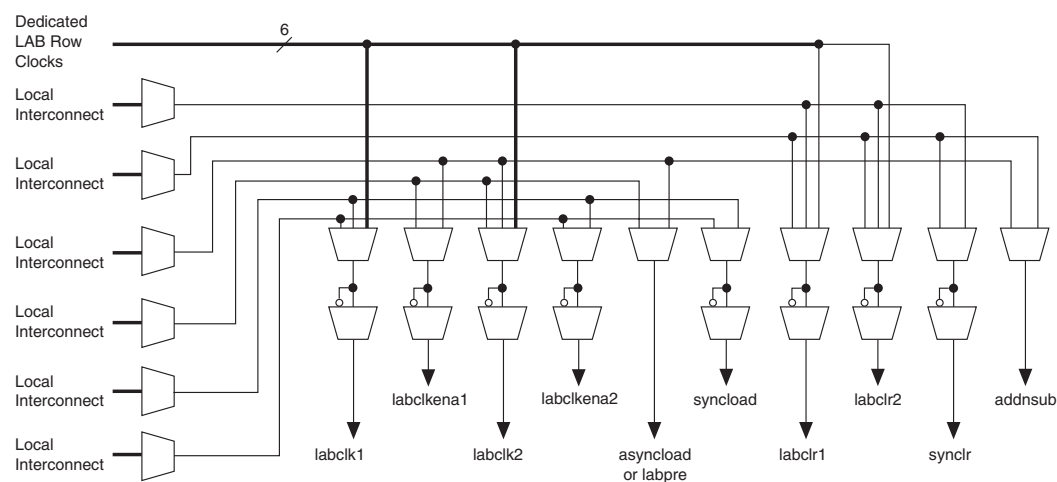 Dedicated
LAB Row
Clocks
6
Local
Interconnect
Local
Interconnect
Local
Interconnect
Local
Interconnect
Local
Interconnect
Local
Interconnect
labclkena1
labclkena2
syncload
labclr2
addnsub
labclk1
labclk2
asyncload
or labpre
labclr1
synclr